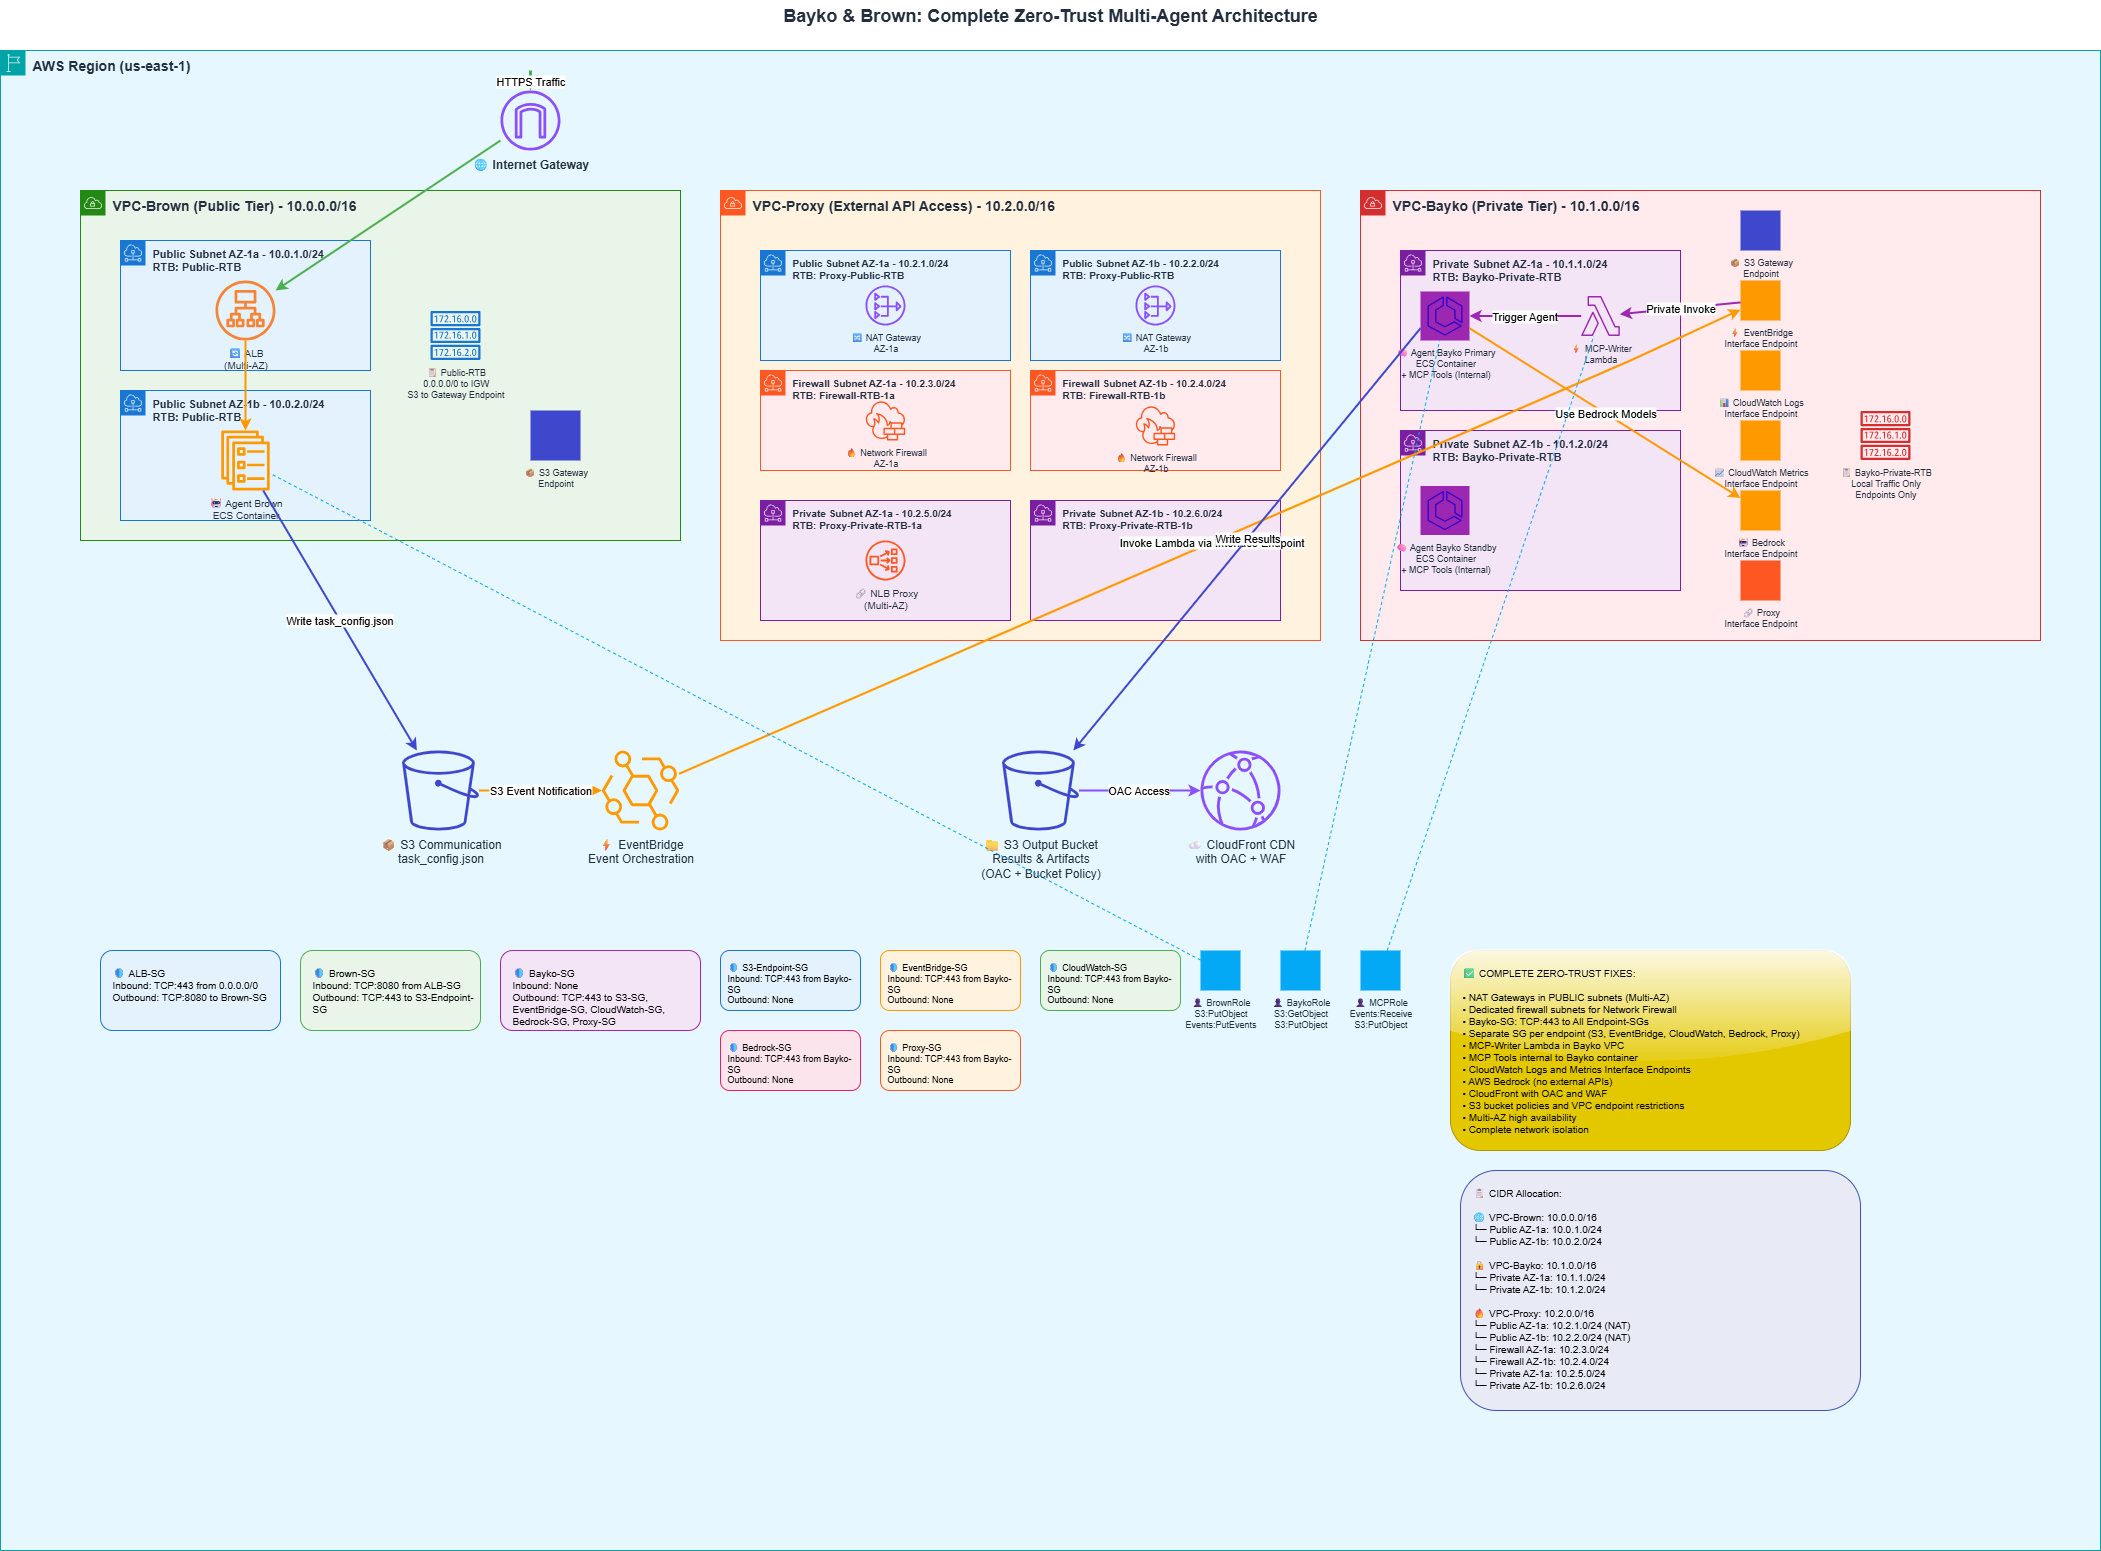 Bayko & Brown: Complete Zero-Trust Multi-Agent Architecture
AWS Region (us-east-1)
HTTPS Traffic
Internet Gateway
VPC-Brown (Public Tier) - 10.0.0.0/16
Public Subnet AZ-1a - 10.0.1.0/24
RTB: Public-RTB
ALB
(Multi-AZ)
Public Subnet AZ-1b - 10.0.2.0/24
RTB: Public-RTB
Agent Brown
ECS Container
172.16.0.0
172.16.1.0
172.16.2.0
Public-RTB
0.0.0.0/0 to IGW
S3 to Gateway Endpoint
S3 Gateway
Endpoint
VPC-Proxy (External API Access) - 10.2.0.0/16
Public Subnet AZ-1a - 10.2.1.0/24
RTB: Proxy-Public-RTB
NAT Gateway
AZ-1a
Public Subnet AZ-1b - 10.2.2.0/24
RTB: Proxy-Public-RTB
NAT Gateway
AZ-1b
Firewall Subnet AZ-1a - 10.2.3.0/24
RTB: Firewall-RTB-1a
Network Firewall
AZ-1a
Firewall Subnet AZ-1b - 10.2.4.0/24
RTB: Firewall-RTB-1b
Network Firewall
AZ-1b
Private Subnet AZ-1a - 10.2.5.0/24
RTB: Proxy-Private-RTB-1a
NLB Proxy
(Multi-AZ)
Private Subnet AZ-1b - 10.2.6.0/24
RTB: Proxy-Private-RTB-1b
Invoke Lambda via Interface Endpoint
Write Results
VPC-Bayko (Private Tier) - 10.1.0.0/16
Private Subnet AZ-1a - 10.1.1.0/24
RTB: Bayko-Private-RTB
Trigger Agent
Private Invoke
Agent Bayko Primary
ECS Container
+ MCP Tools (Internal)
MCP-Writer
Lambda
Use Bedrock Models
Private Subnet AZ-1b - 10.1.2.0/24
RTB: Bayko-Private-RTB
Agent Bayko Standby
ECS Container
+ MCP Tools (Internal)
S3 Gateway
Endpoint
EventBridge
Interface Endpoint
CloudWatch Logs
Interface Endpoint
CloudWatch Metrics
Interface Endpoint
Bedrock
Interface Endpoint
Proxy
Interface Endpoint
172.16.0.0
172.16.1.0
172.16.2.0
Bayko-Private-RTB
Local Traffic Only
Endpoints Only
Write task_config.json
S3 Communication
task_config.json
S3 Event Notification
EventBridge
Event Orchestration
S3 Output Bucket
Results & Artifacts
(OAC + Bucket Policy)
OAC Access
CloudFront CDN
with OAC + WAF
ALB-SG
Inbound: TCP:443 from 0.0.0.0/0
Outbound: TCP:8080 to Brown-SG
Brown-SG
Inbound: TCP:8080 from ALB-SG
Outbound: TCP:443 to S3-Endpoint-
SG
Bayko-SG
Inbound: None
Outbound: TCP:443 to S3-SG,
EventBridge-SG, CloudWatch-SG,
Bedrock-SG, Proxy-SG
S3-Endpoint-SG
Inbound: TCP:443 from Bayko-
SG
Outbound: None
EventBridge-SG
Inbound: TCP:443 from Bayko-
SG
Outbound: None
CloudWatch-SG
Inbound: TCP:443 from Bayko-
SG
Outbound: None
Bedrock-SG
Inbound: TCP:443 from Bayko-
SG
Outbound: None
Proxy-SG
Inbound: TCP:443 from Bayko-
SG
Outbound: None
BrownRole
S3:PutObject
Events:PutEvents
BaykoRole
S3:GetObject
S3:PutObject
MCPRole
Events:Receive
S3:PutObject
COMPLETE ZERO-TRUST FIXES:
• NAT Gateways in PUBLIC subnets (Multi-AZ)
• Dedicated firewall subnets for Network Firewall
• Bayko-SG: TCP:443 to All Endpoint-SGs
• Separate SG per endpoint (S3, EventBridge, CloudWatch, Bedrock, Proxy)
• MCP-Writer Lambda in Bayko VPC
• MCP Tools internal to Bayko container
• CloudWatch Logs and Metrics Interface Endpoints
• AWS Bedrock (no external APIs)
• CloudFront with OAC and WAF
• S3 bucket policies and VPC endpoint restrictions
• Multi-AZ high availability
• Complete network isolation
CIDR Allocation:
VPC-Brown: 10.0.0.0/16
└─ Public AZ-1a: 10.0.1.0/24
└─ Public AZ-1b: 10.0.2.0/24
VPC-Bayko: 10.1.0.0/16
└─ Private AZ-1a: 10.1.1.0/24
└─ Private AZ-1b: 10.1.2.0/24
VPC-Proxy: 10.2.0.0/16
└─ Public AZ-1a: 10.2.1.0/24 (NAT)
└─ Public AZ-1b: 10.2.2.0/24 (NAT)
└─ Firewall AZ-1a: 10.2.3.0/24
└─ Firewall AZ-1b: 10.2.4.0/24
└─ Private AZ-1a: 10.2.5.0/24
└─ Private AZ-1b: 10.2.6.0/24